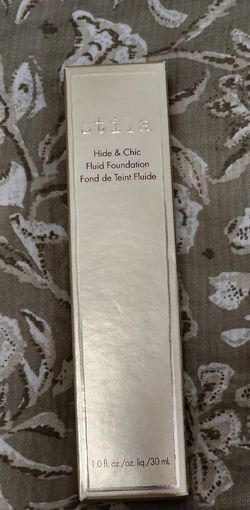 stila
Hide & Chic
Fluid Foundation
Fond de Teint Fluide
1.0 fl. oz./oz. liq./30 mL